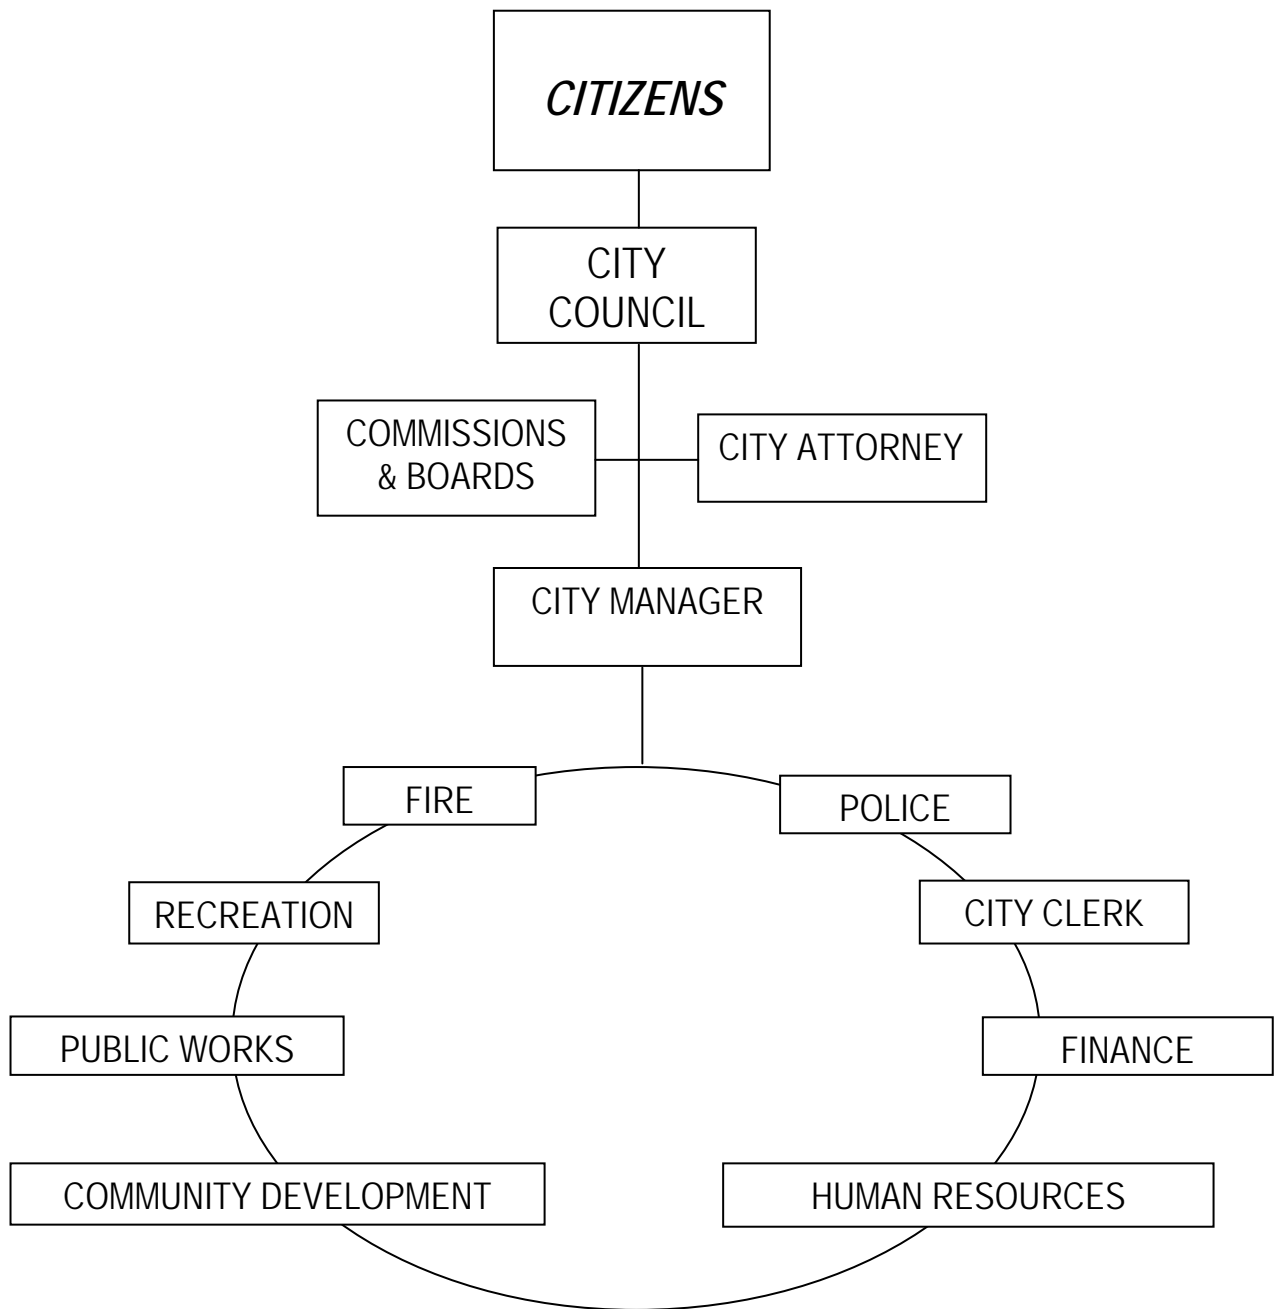 CITIZENS
CITY
COUNCIL
COMMISSIONS
& BOARDS
CITY ATTORNEY
CITY MANAGER
FIRE
POLICE
RECREATION
CITY CLERK
PUBLIC WORKS
FINANCE
COMMUNITY DEVELOPMENT
HUMAN RESOURCES